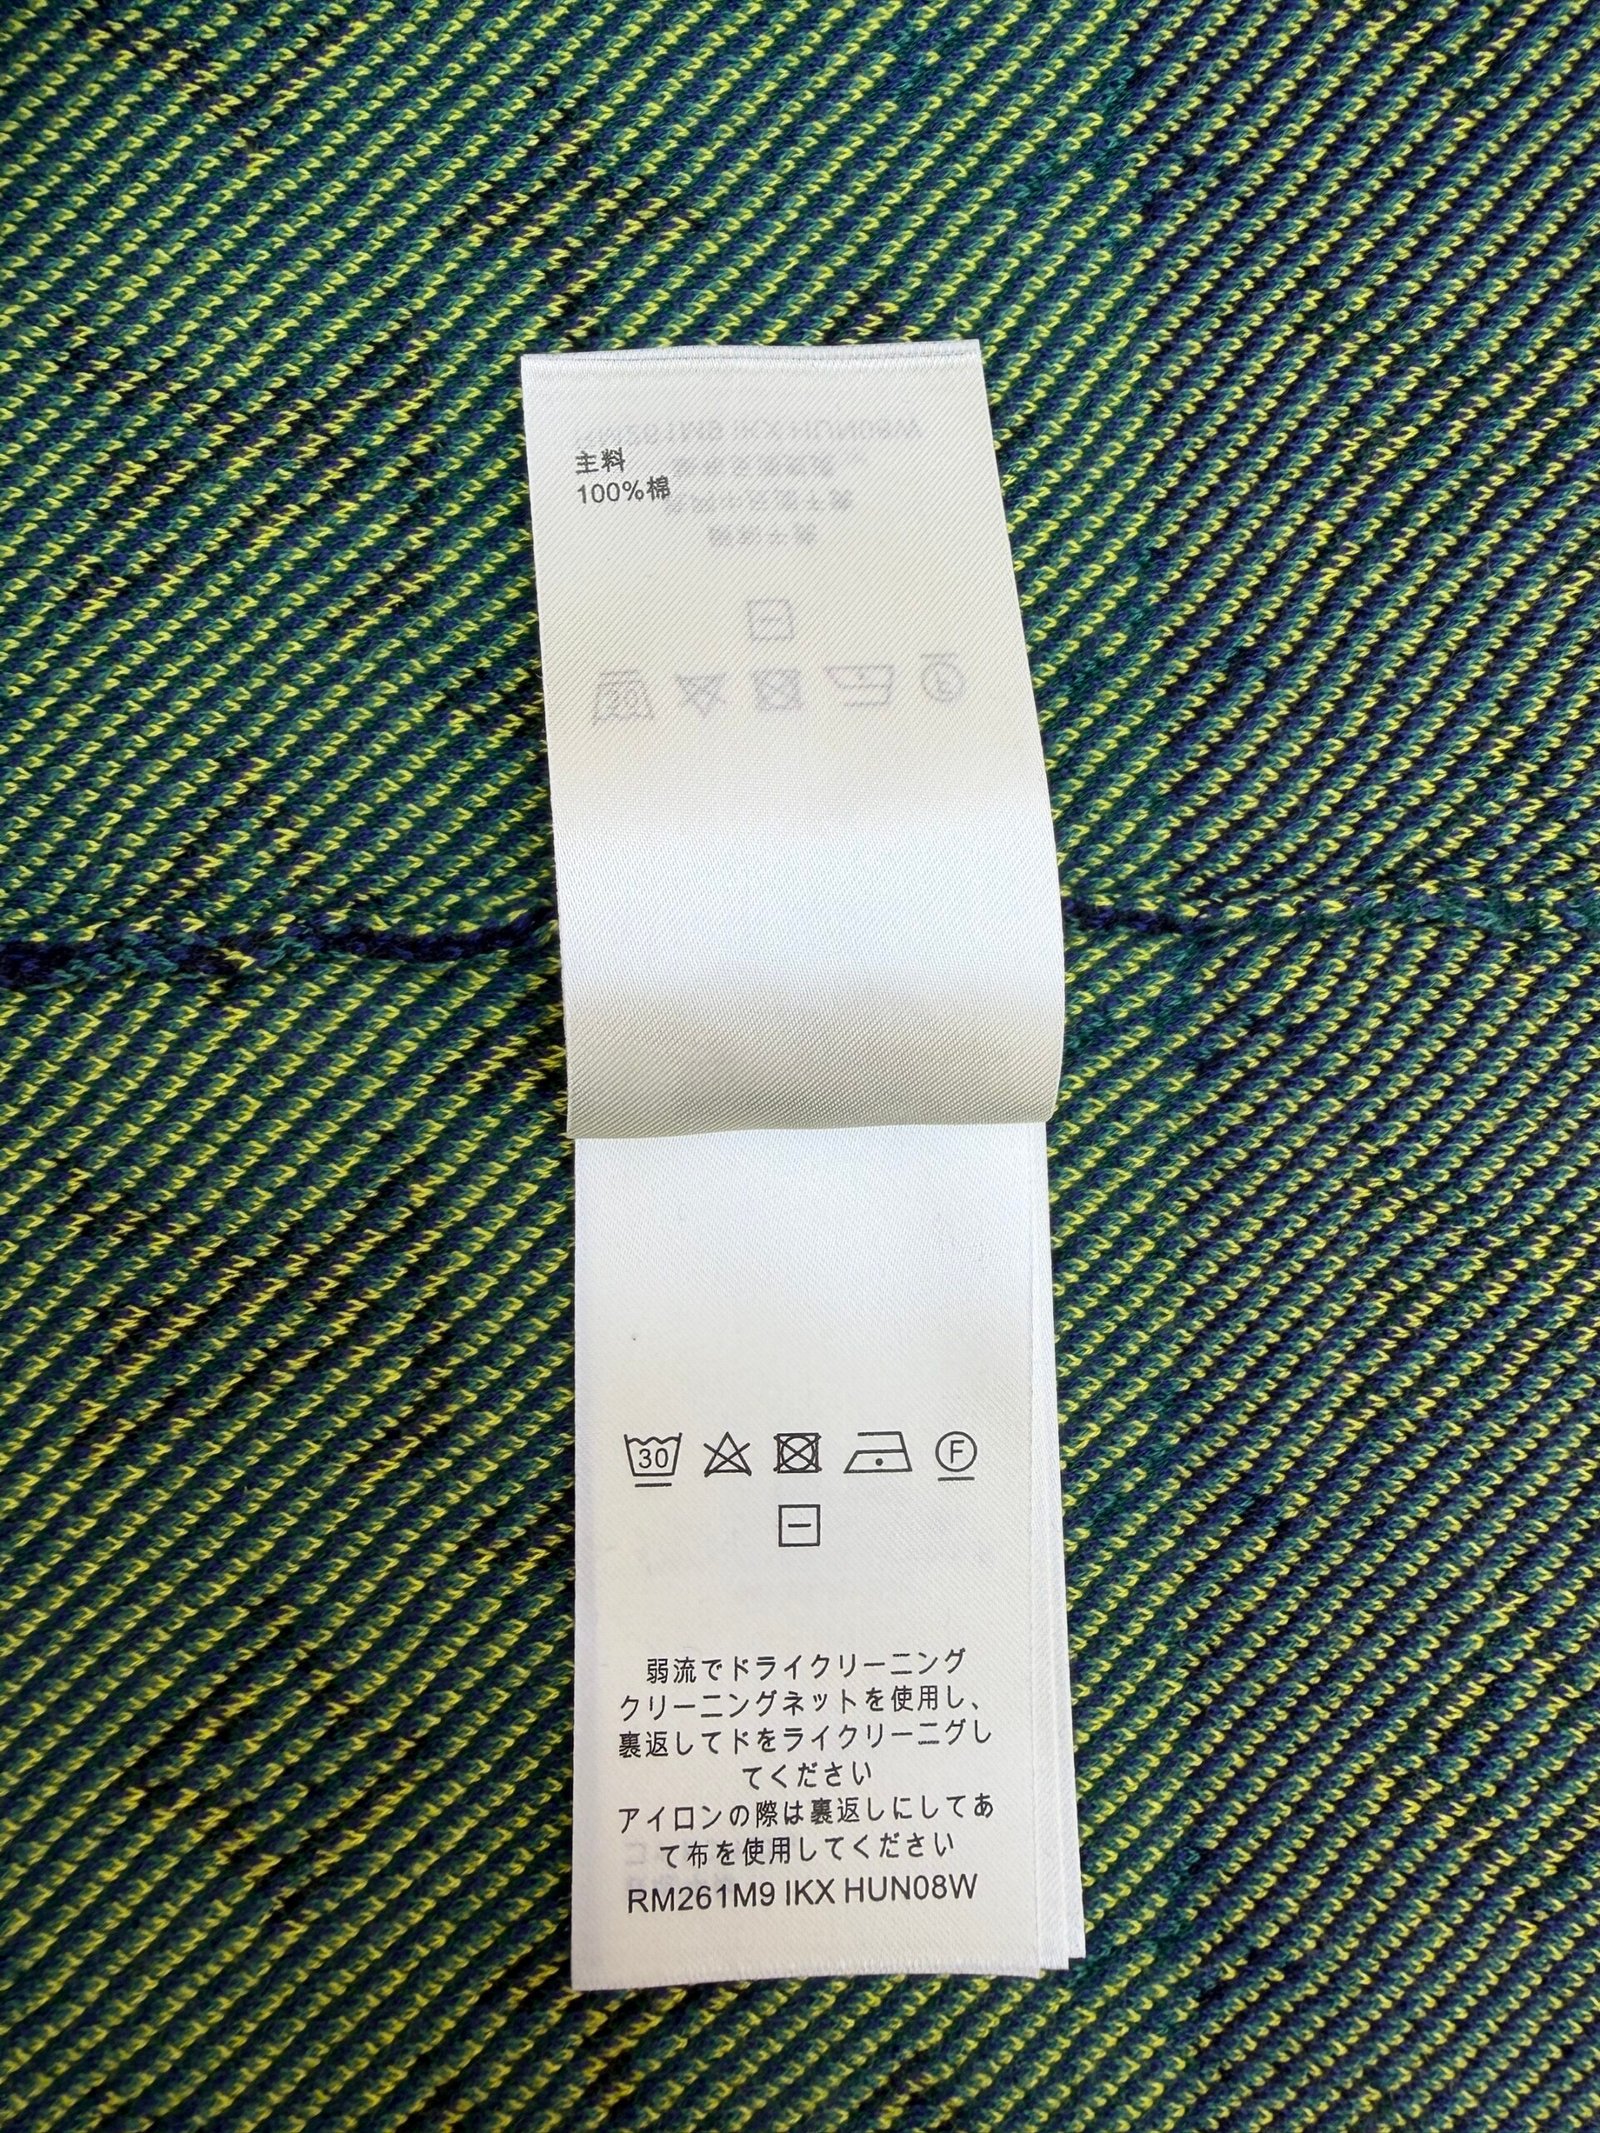 主料
100%棉
30
F
弱流でドライクリーニング
クリーニングネットを使用し、
裏返してドをライクリーニグし
てください
アイロンの際は裏返しにしてあ
て布を使用してください
RM261M9 IKX HUN08W